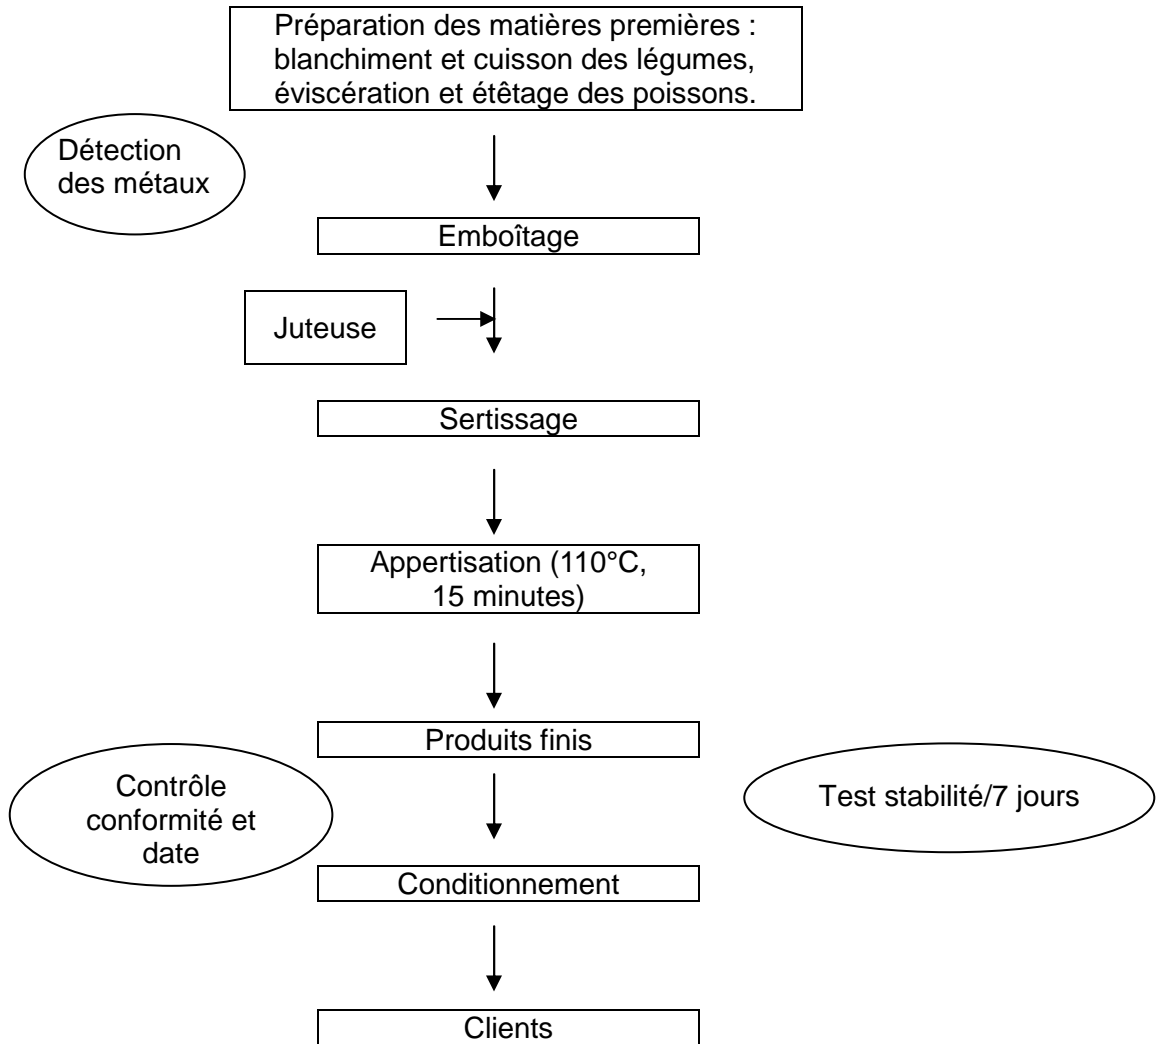 Préparation des matières premières :
blanchiment et cuisson des légumes,
éviscération et étêtage des poissons.
Détection
des métaux
Emboîtage
Juteuse
Sertissage
Appertisation (110°C,
15 minutes)
Produits finis
Contrôle
conformité et
date
Test stabilité/7 jours
Conditionnement
Clients